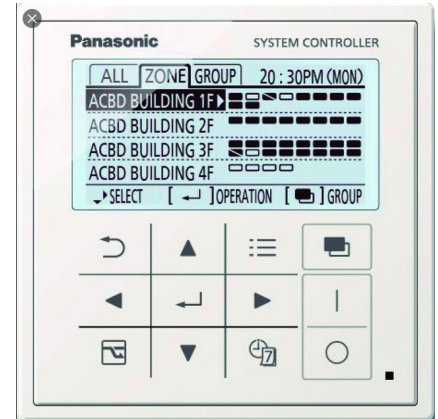 Panasonic SYSTEM CONTROLLER
ALL ZONE GROUP 20 : 30PM (MON)
ACBD BUILDING 1F
ACBD BUILDING 2F
ACBD BUILDING 3F
ACBD BUILDING 4F
SELECT [ ] OPERATION [ ] GROUP
7